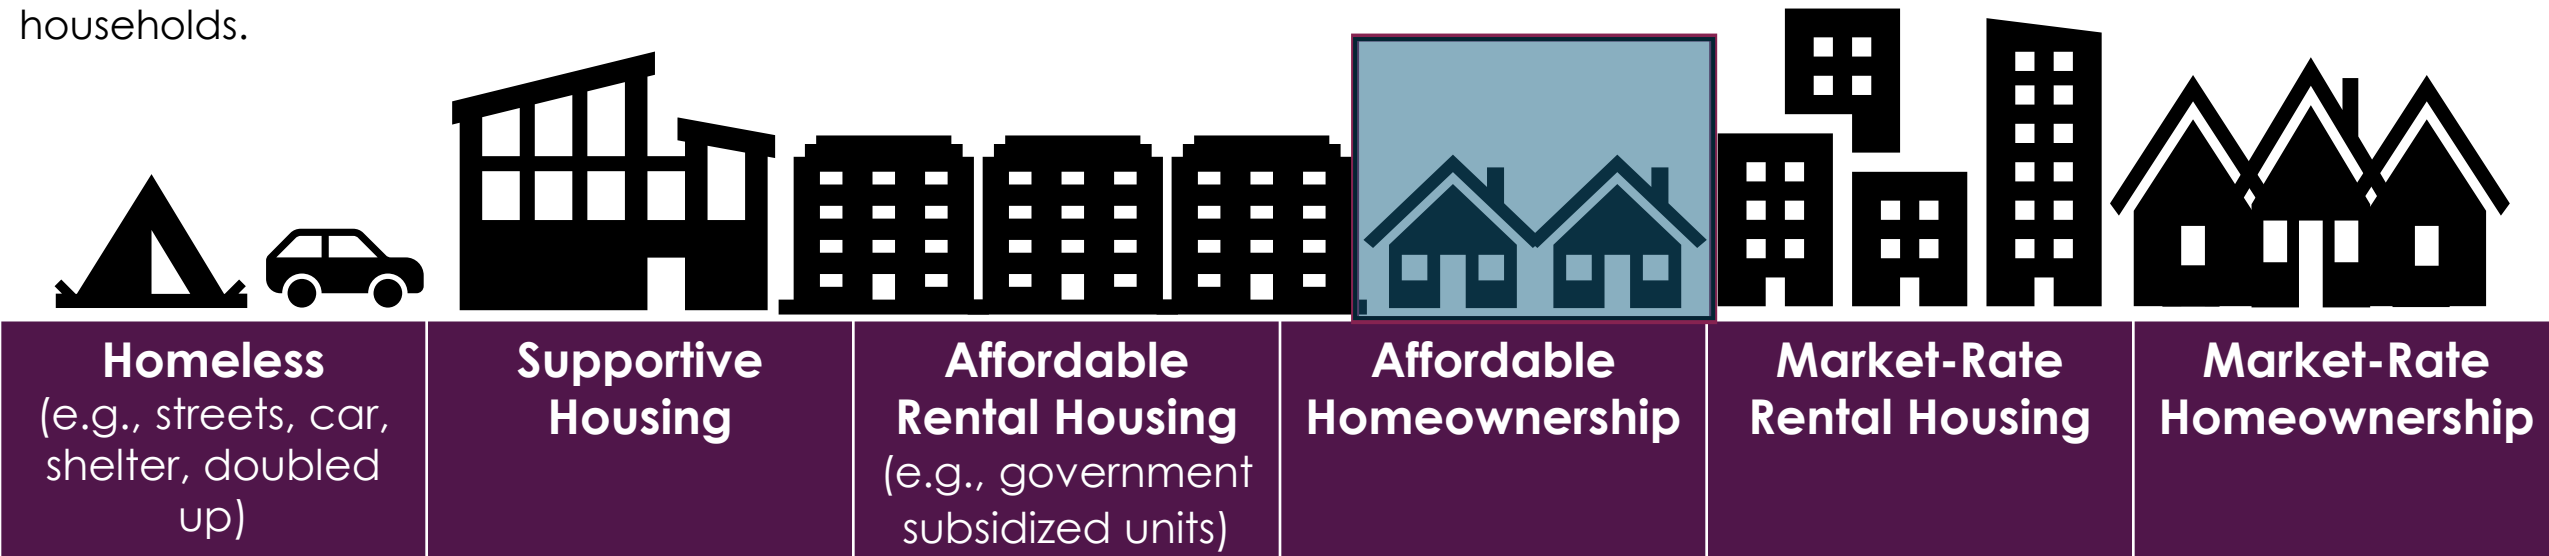 households.
Homeless
(e.g., streets, car,
shelter, doubled
up)
Supportive
Housing
Affordable
Rental Housing
(e.g., government
subsidized units)
Affordable
Homeownership
Market-Rate
Rental Housing
Market-Rate
Homeownership